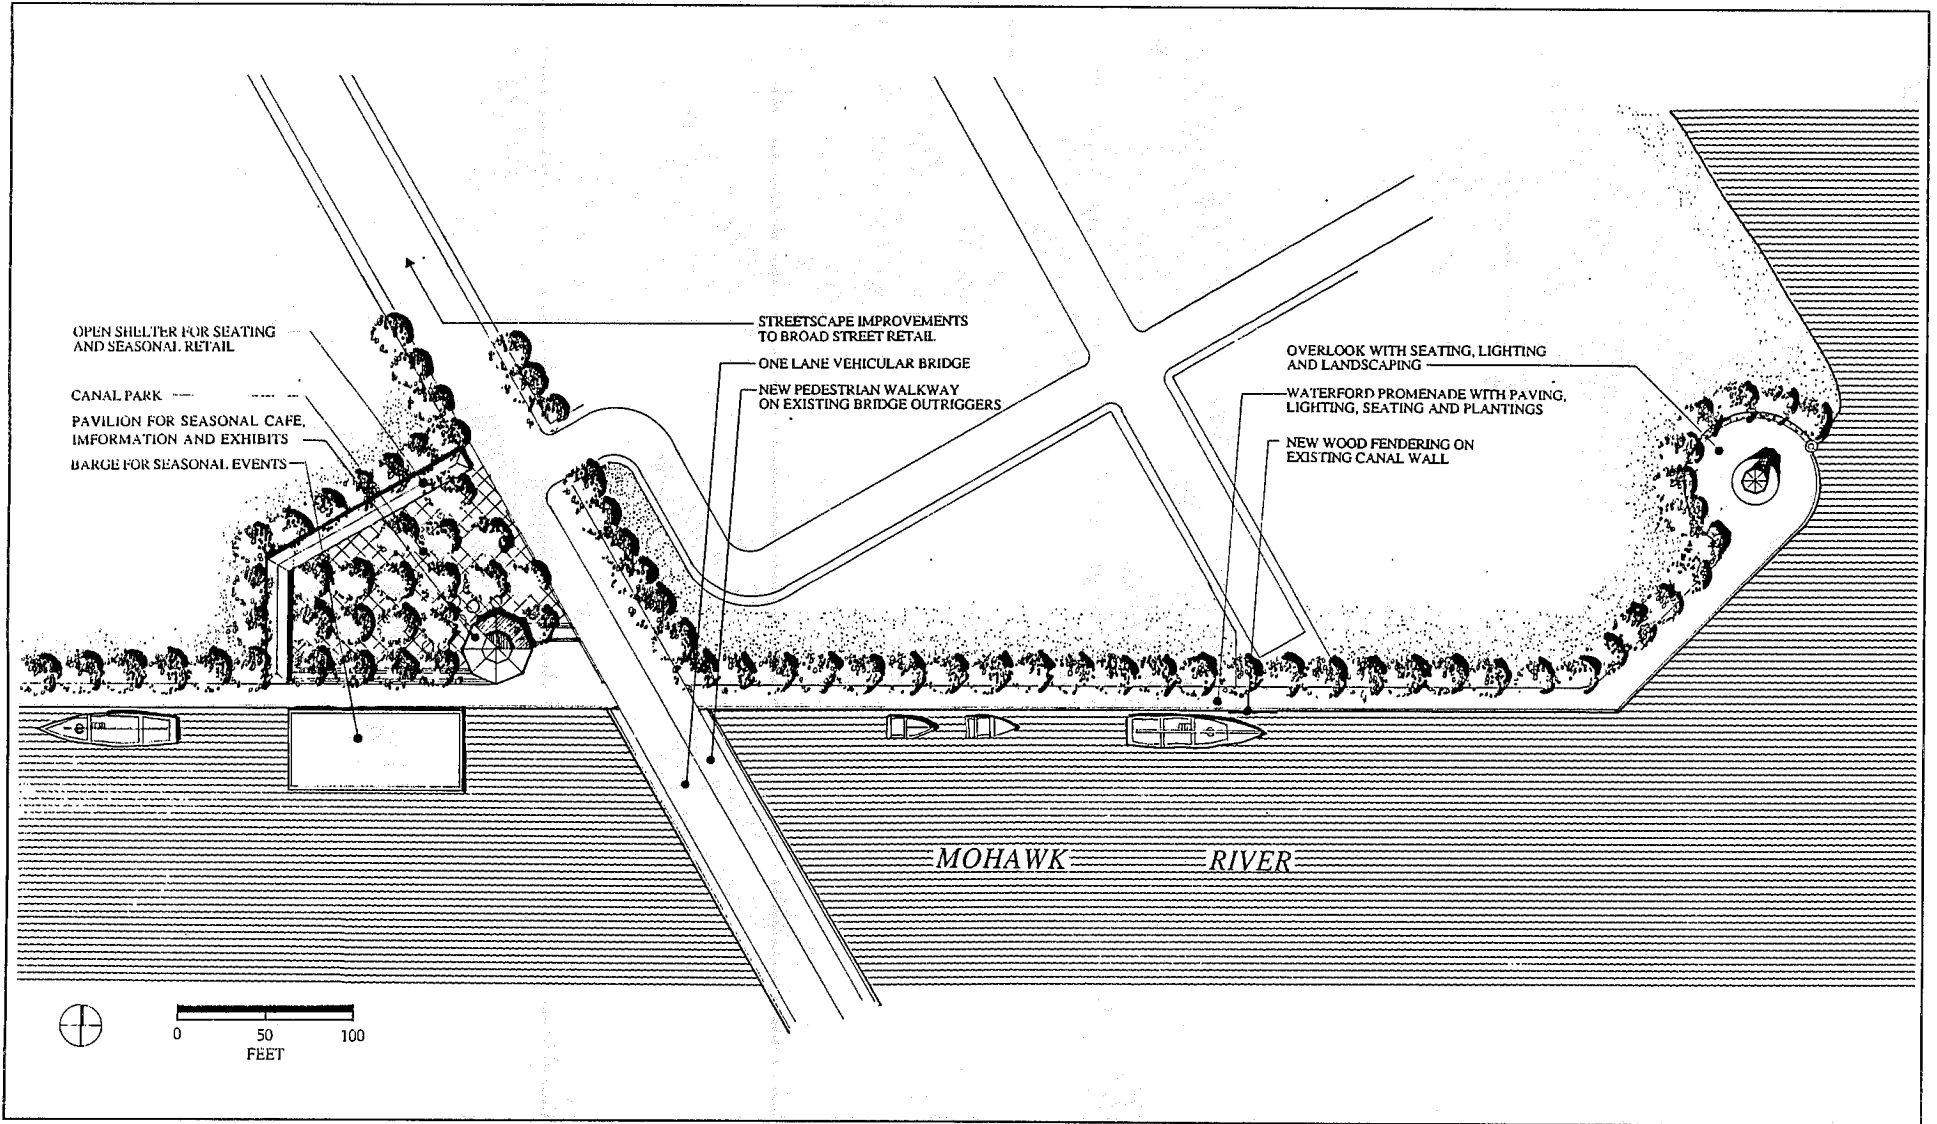 OPEN SHELTER FOR SEATING
AND SEASONAL RETAIL
CANAL PARK
PAVILION FOR SEASONAL CAFE,
IMFORMATION AND EXHIBITS
BARGE FOR SEASONAL EVENTS
STREETSCAPE IMPROVEMENTS
TO BROAD STREET RETAIL
ONE LANE VEHICULAR BRIDGE
NEW PEDESTRIAN WALKWAY
ON EXISTING BRIDGE OUTRIGGERS
OVERLOOK WITH SEATING, LIGHTING
AND LANDSCAPING
WATERFORD PROMENADE WITH PAVING,
LIGHTING, SEATING AND PLANTINGS
NEW WOOD FENDERING ON
EXISTING CANAL WALL
MOHAWK RIVER
0 50 100
FEET